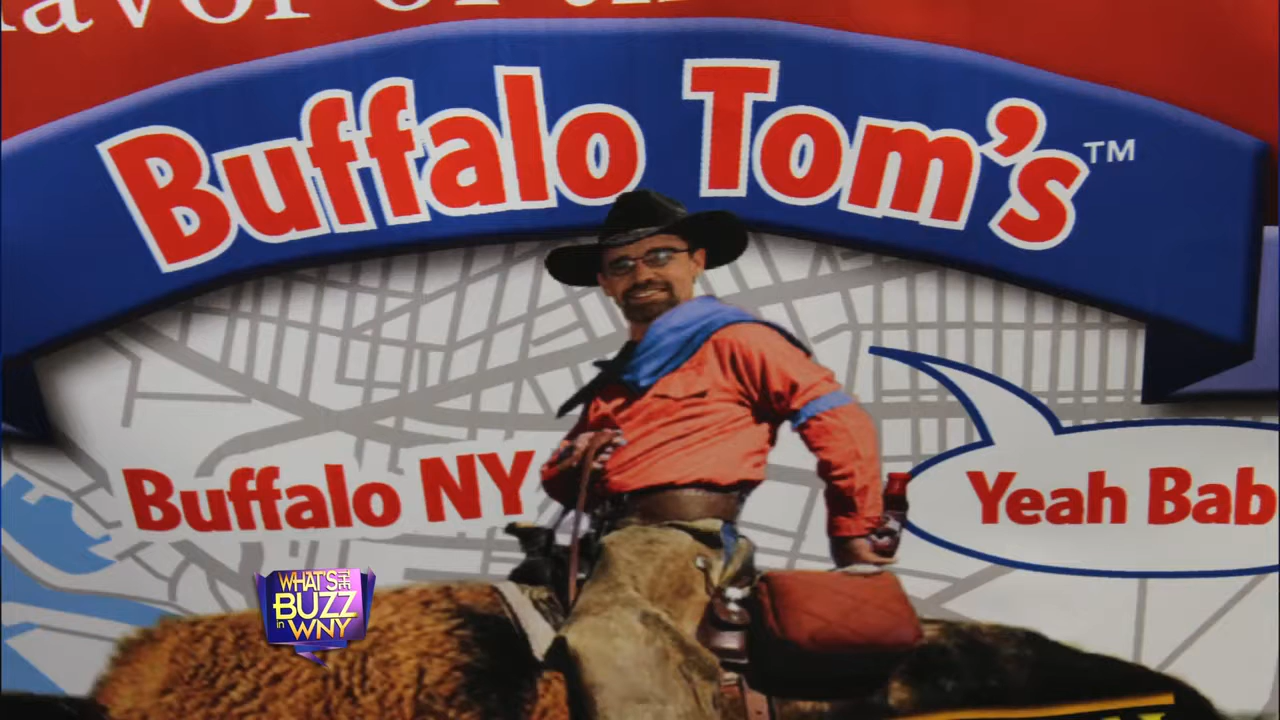 Buffalo Tom's™
Buffalo NY
Yeah Bab
WHAT'S THE
BUZZ
in WNY